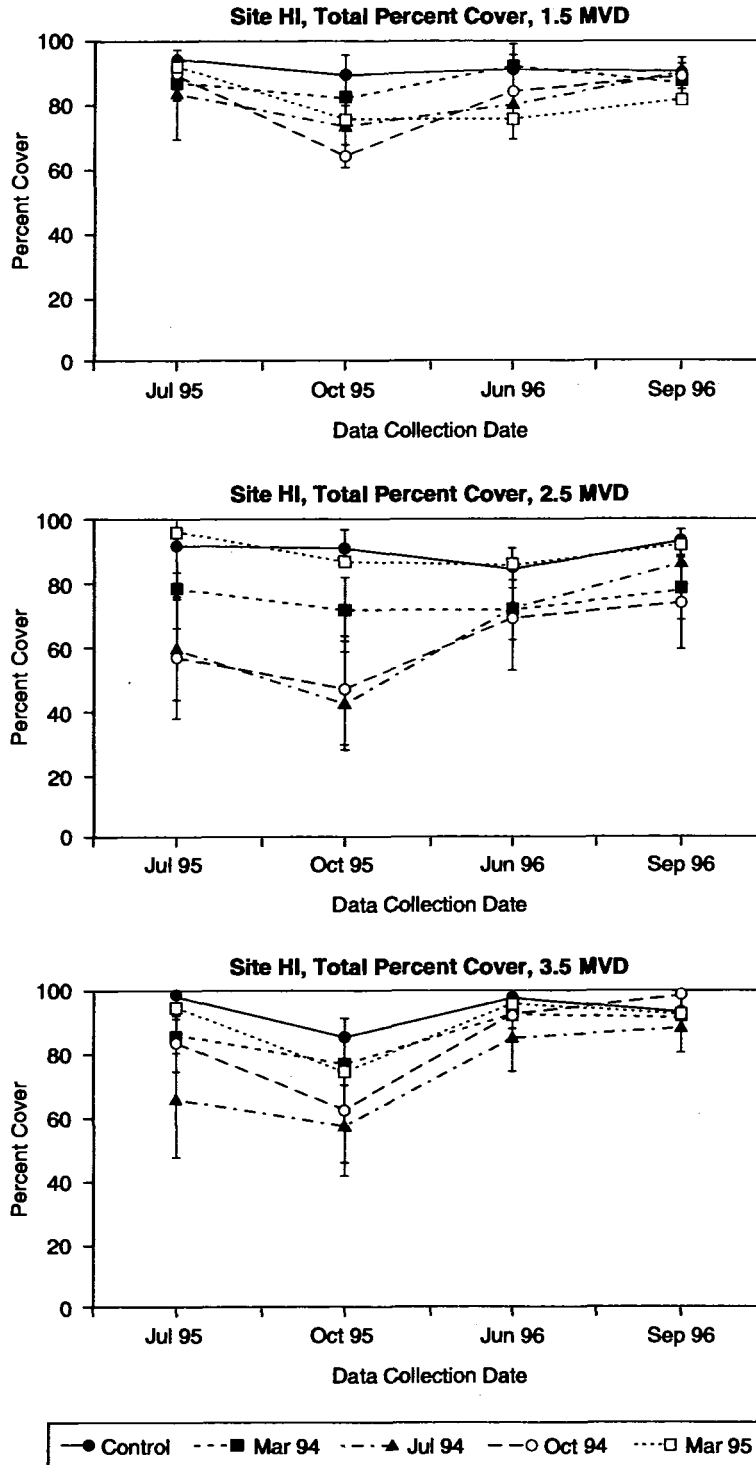 Site HI, Total Percent Cover, 1.5 MVD
100
80
60
40
20
0
Percent Cover
Jul 95 Oct 95 Jun 96 Sep 96
Data Collection Date
Site HI, Total Percent Cover, 2.5 MVD
100
80
60
40
20
0
Percent Cover
Jul 95 Oct 95 Jun 96 Sep 96
Data Collection Date
Site HI, Total Percent Cover, 3.5 MVD
100
80
60
40
20
0
Percent Cover
Jul 95 Oct 95 Jun 96 Sep 96
Data Collection Date
Control Mar 94 Jul 94 Oct 94 Mar 95